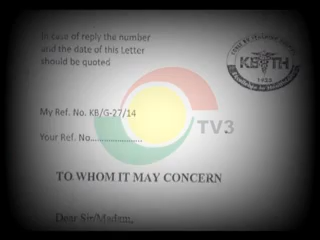 In case of reply the number
and the date of this Letter
should be quoted
KBTH
1923
My Ref. No. KB/G-27/14
TV3
Your Ref. No.....................
TO WHOM IT MAY CONCERN
Dear Sir/Madam,